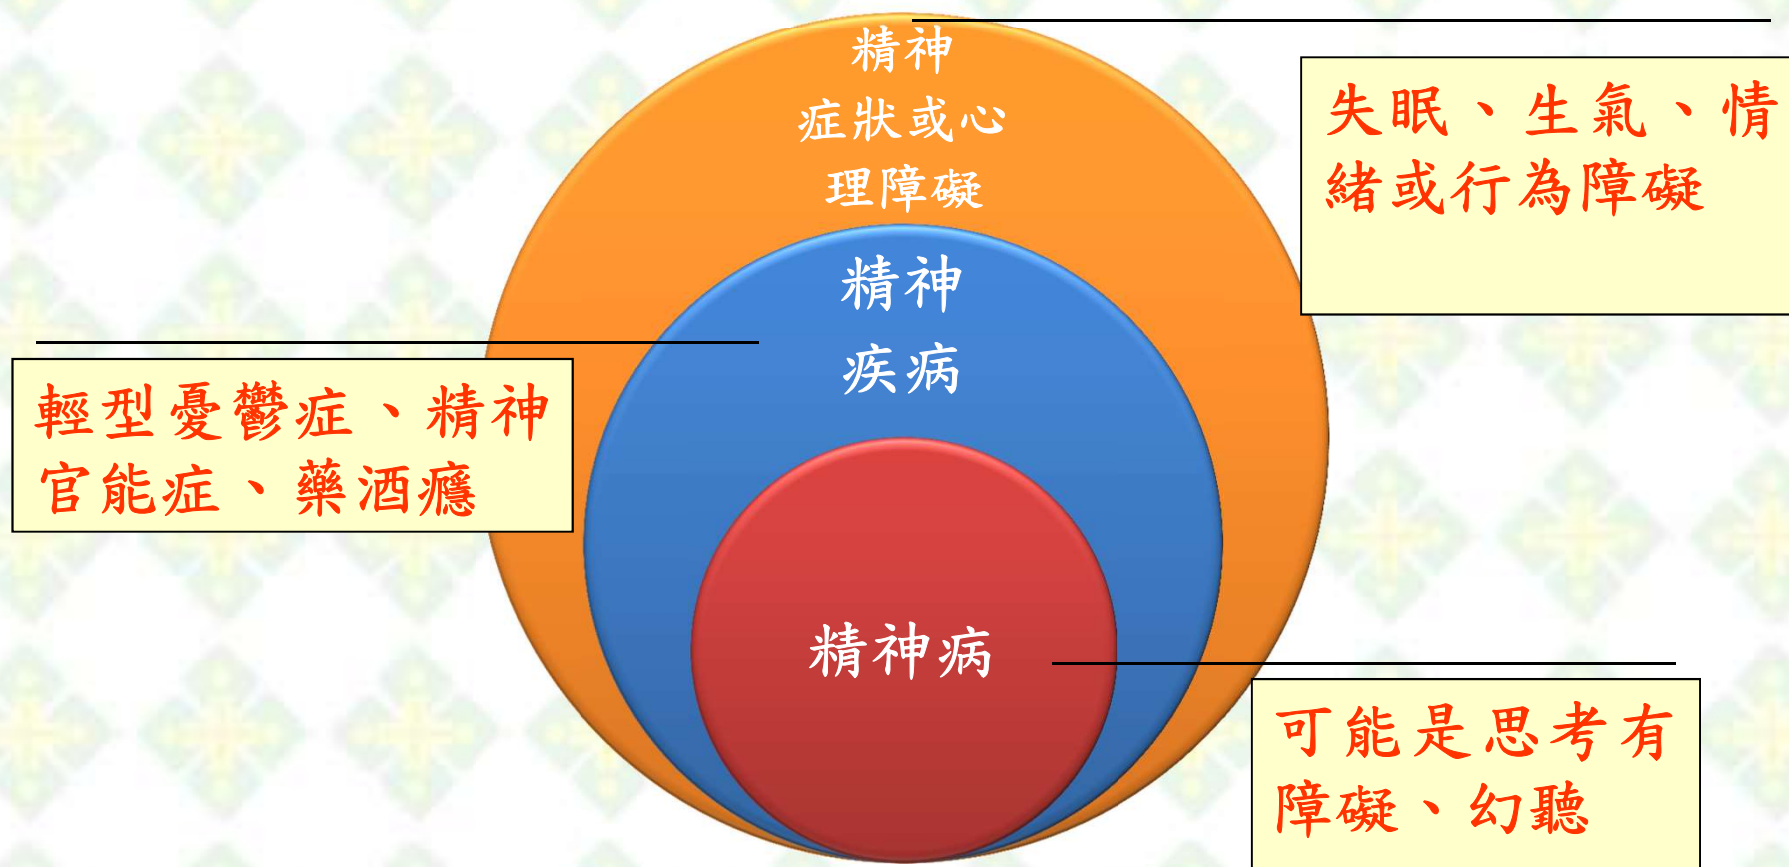 精神
症狀或心
理障礙
失眠、生氣、情
緒或行為障礙
精神
疾病
輕型憂鬱症、精神
官能症、藥酒癮
精神病
可能是思考有
障礙、幻聽